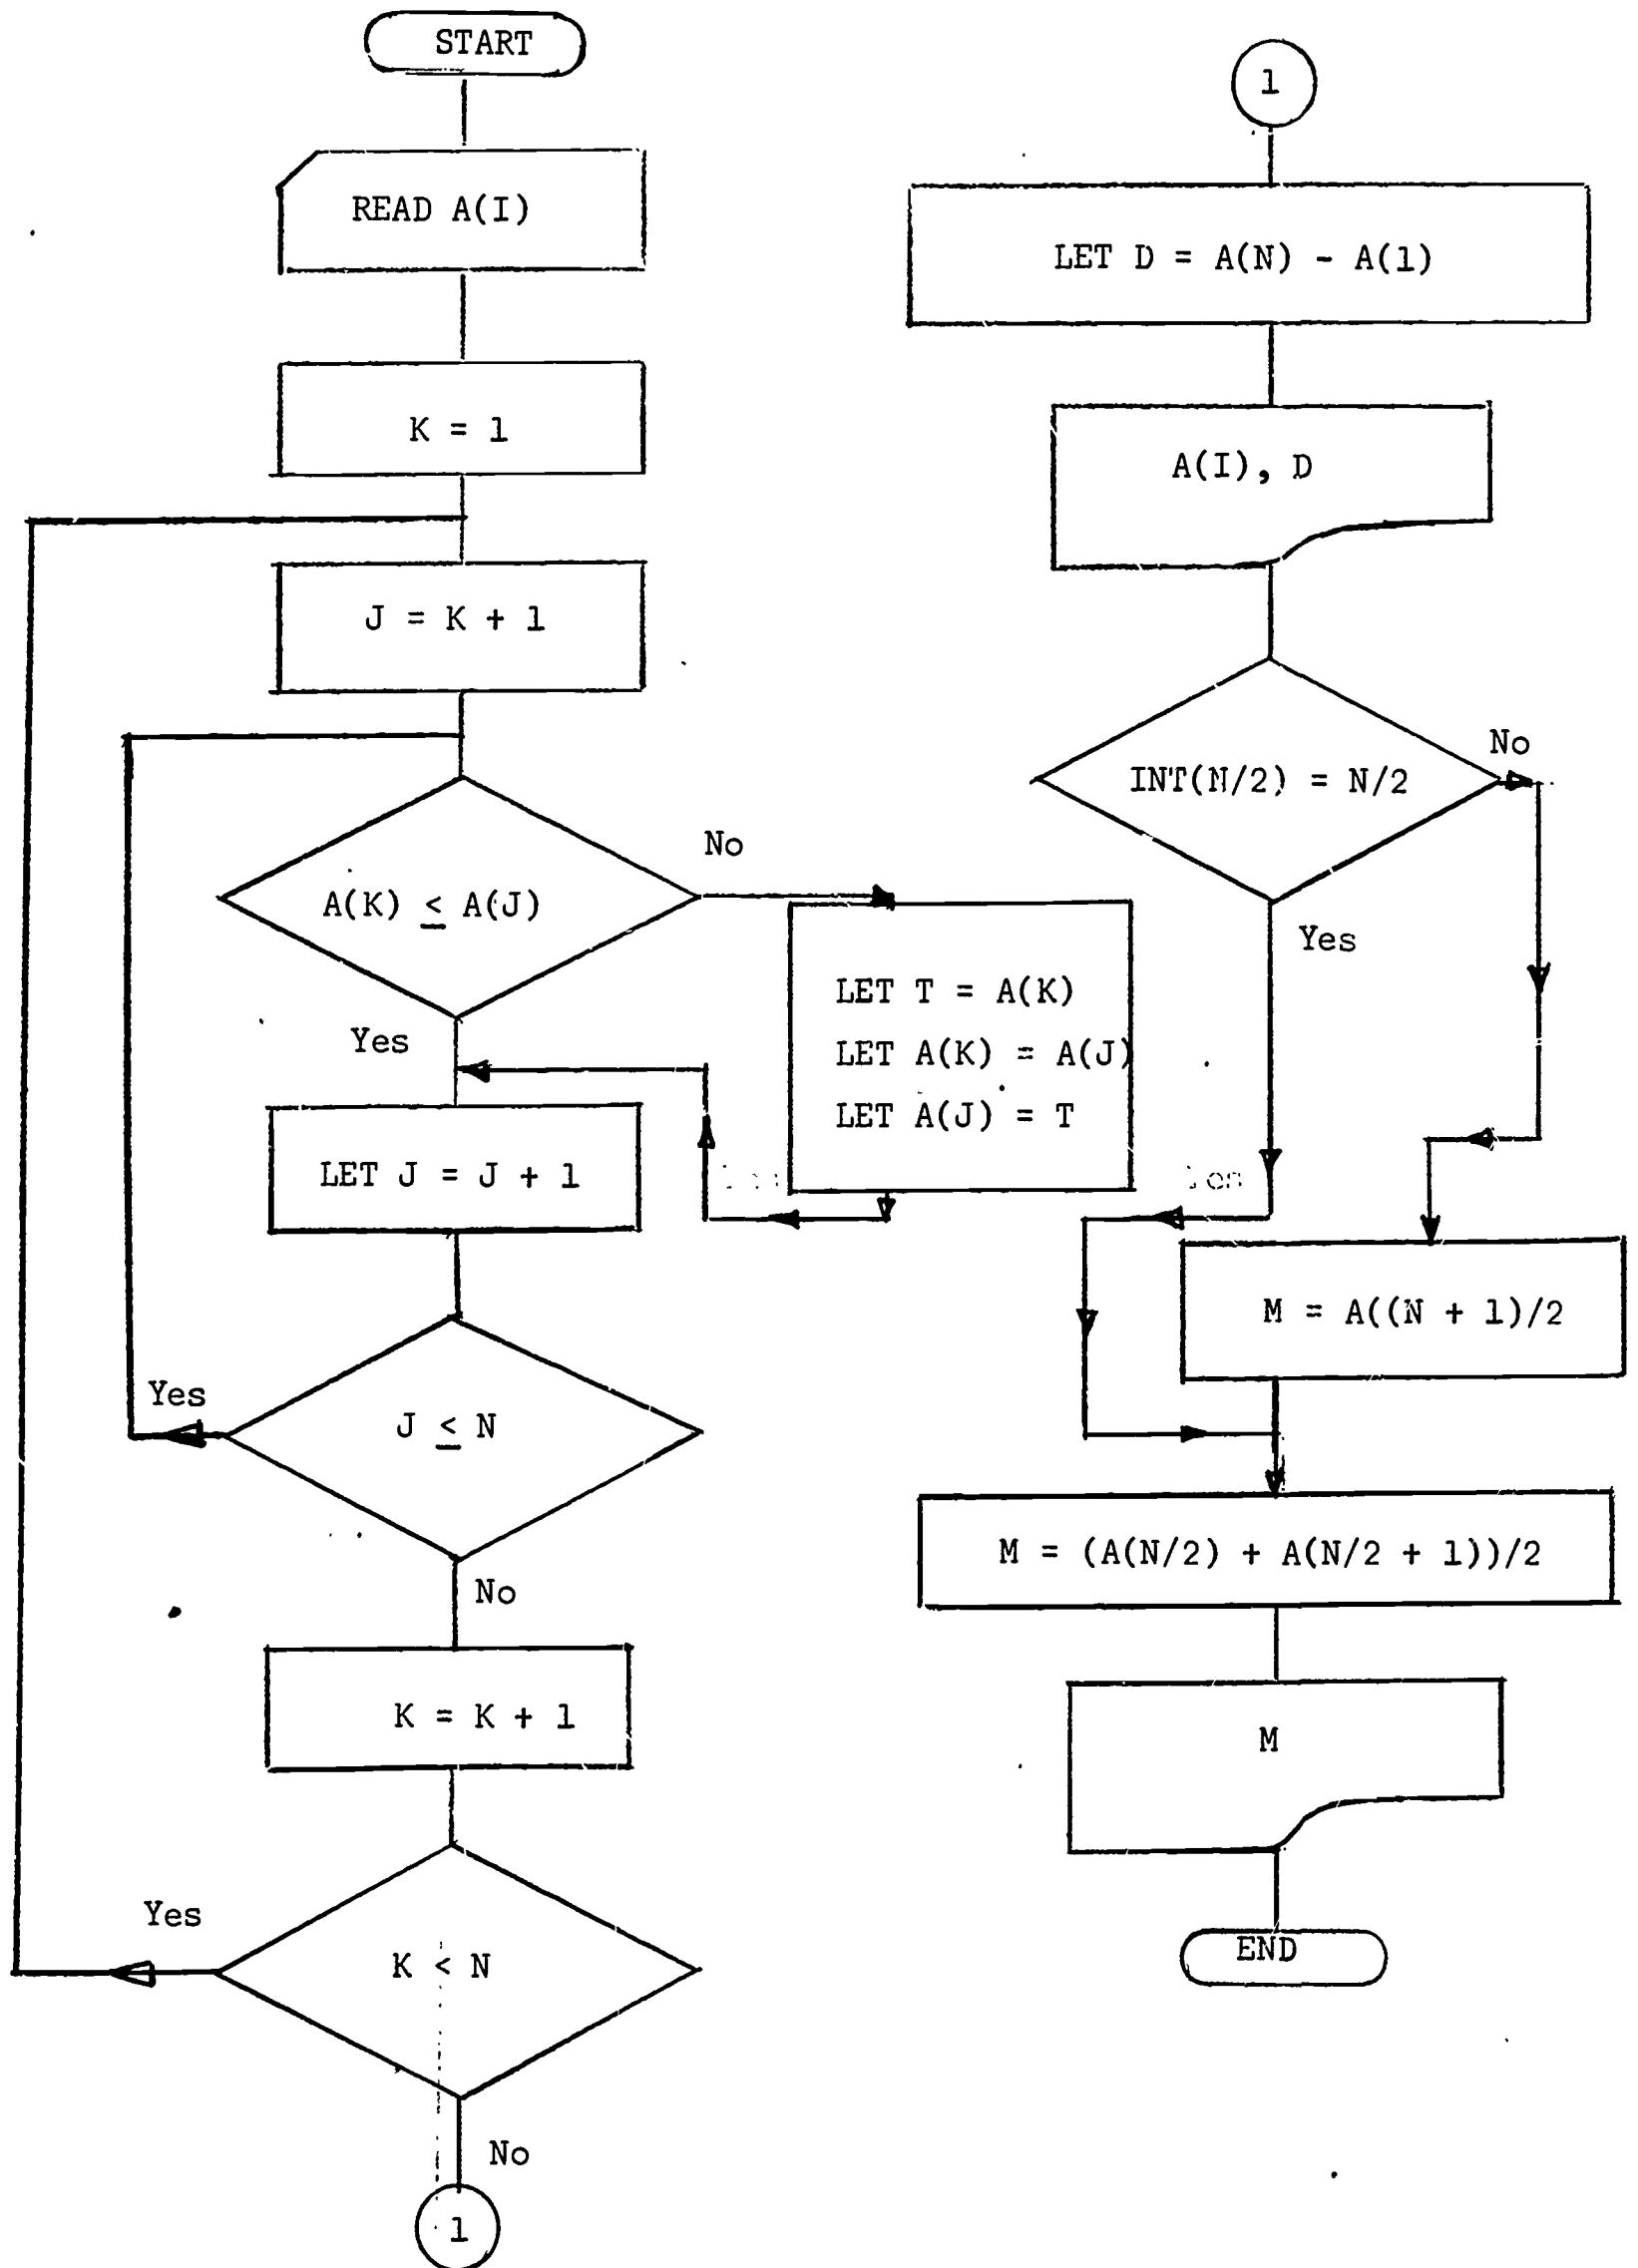 START
READ A(I)
K = 1
J = K + 1
A(K) ≤ A(J)
No
LET T = A(K)
LET A(K) = A(J)
LET A(J) = T
Yes
LET J = J + 1
J ≤ N
Yes
No
K = K + 1
K < N
Yes
No
1
1
LET D = A(N) - A(1)
A(I), D
INT(N/2) = N/2
No
Yes
M = A((N + 1)/2
M = (A(N/2) + A(N/2 + 1))/2
M
END